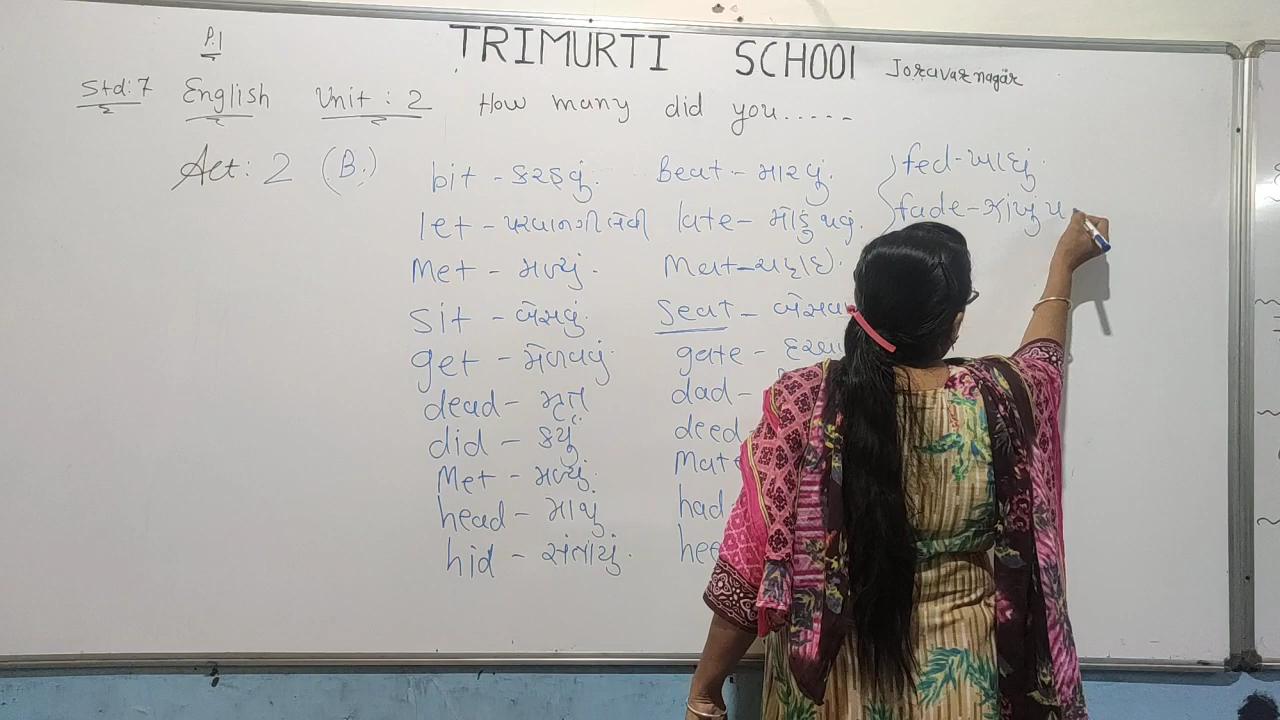 P.1
TRIMURTI SCHOOl Joravarnagar
Std: 7 English Unit : 2 How many did you.....
Act: 2 (B.)
bit - કરડવું. Beat - મારવું. fed - ખાધું.
let - પરવાનગી લેવી late - મોડું થવું. fade - ઝાંખું પ
Met - મળ્યું. Mat -
Sit - બેસવું. Seat -
get - મેળવવું. gate -
dead - મૃત dad -
did - કર્યું deed
Met - મળ્યું. Mate
head - માથું had
hid - સંતાયું.